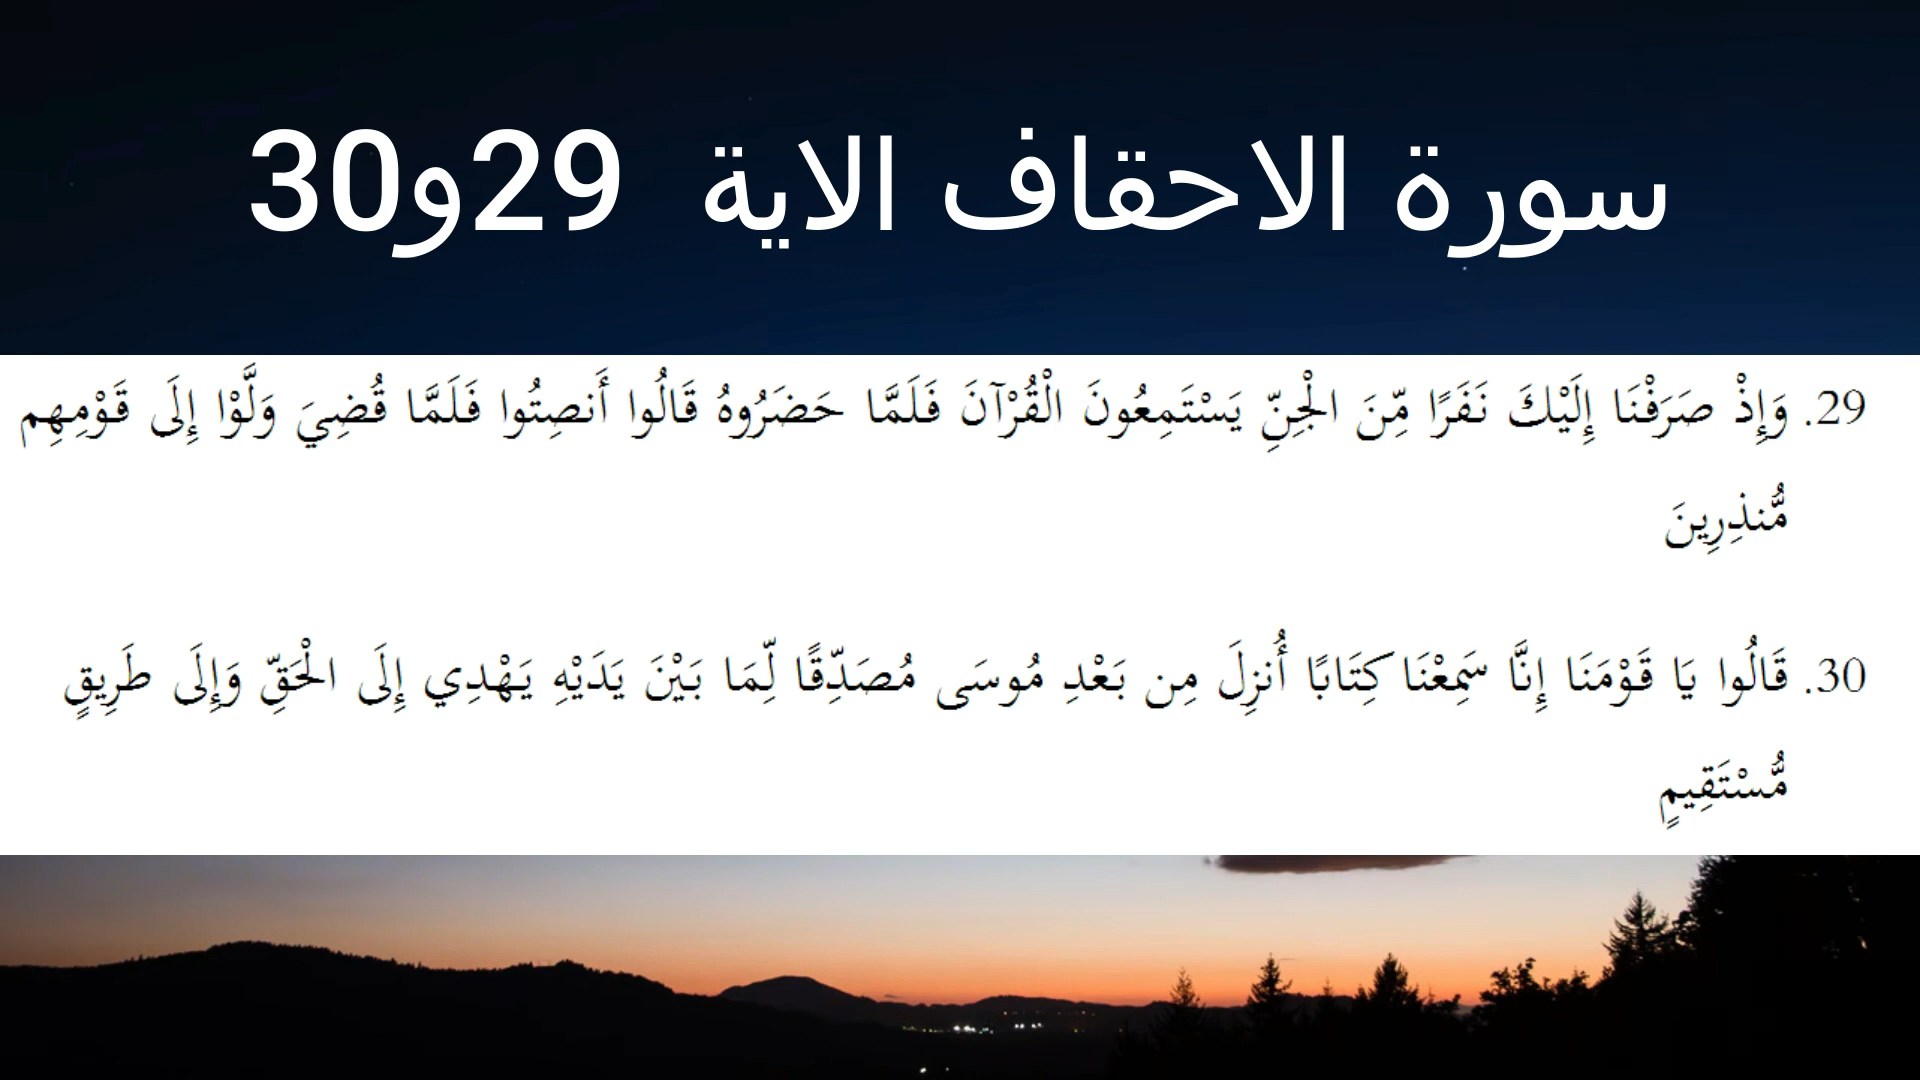 سورة الاحقاف الاية 29و30
29. وَإِذْ صَرَفْنَا إِلَيْكَ نَفَرًا مِّنَ الْجِنِّ يَسْتَمِعُونَ الْقُرْآنَ فَلَمَّا حَضَرُوهُ قَالُوا أَنصِتُوا فَلَمَّا قُضِيَ وَلَّوْا إِلَى قَوْمِهِم
مُّنذِرِينَ
30. قَالُوا يَا قَوْمَنَا إِنَّا سَمِعْنَا كِتَابًا أُنزِلَ مِن بَعْدِ مُوسَى مُصَدِّقًا لِّمَا بَيْنَ يَدَيْهِ يَهْدِي إِلَى الْحَقِّ وَإِلَى طَرِيقٍ
مُّسْتَقِيمٍ